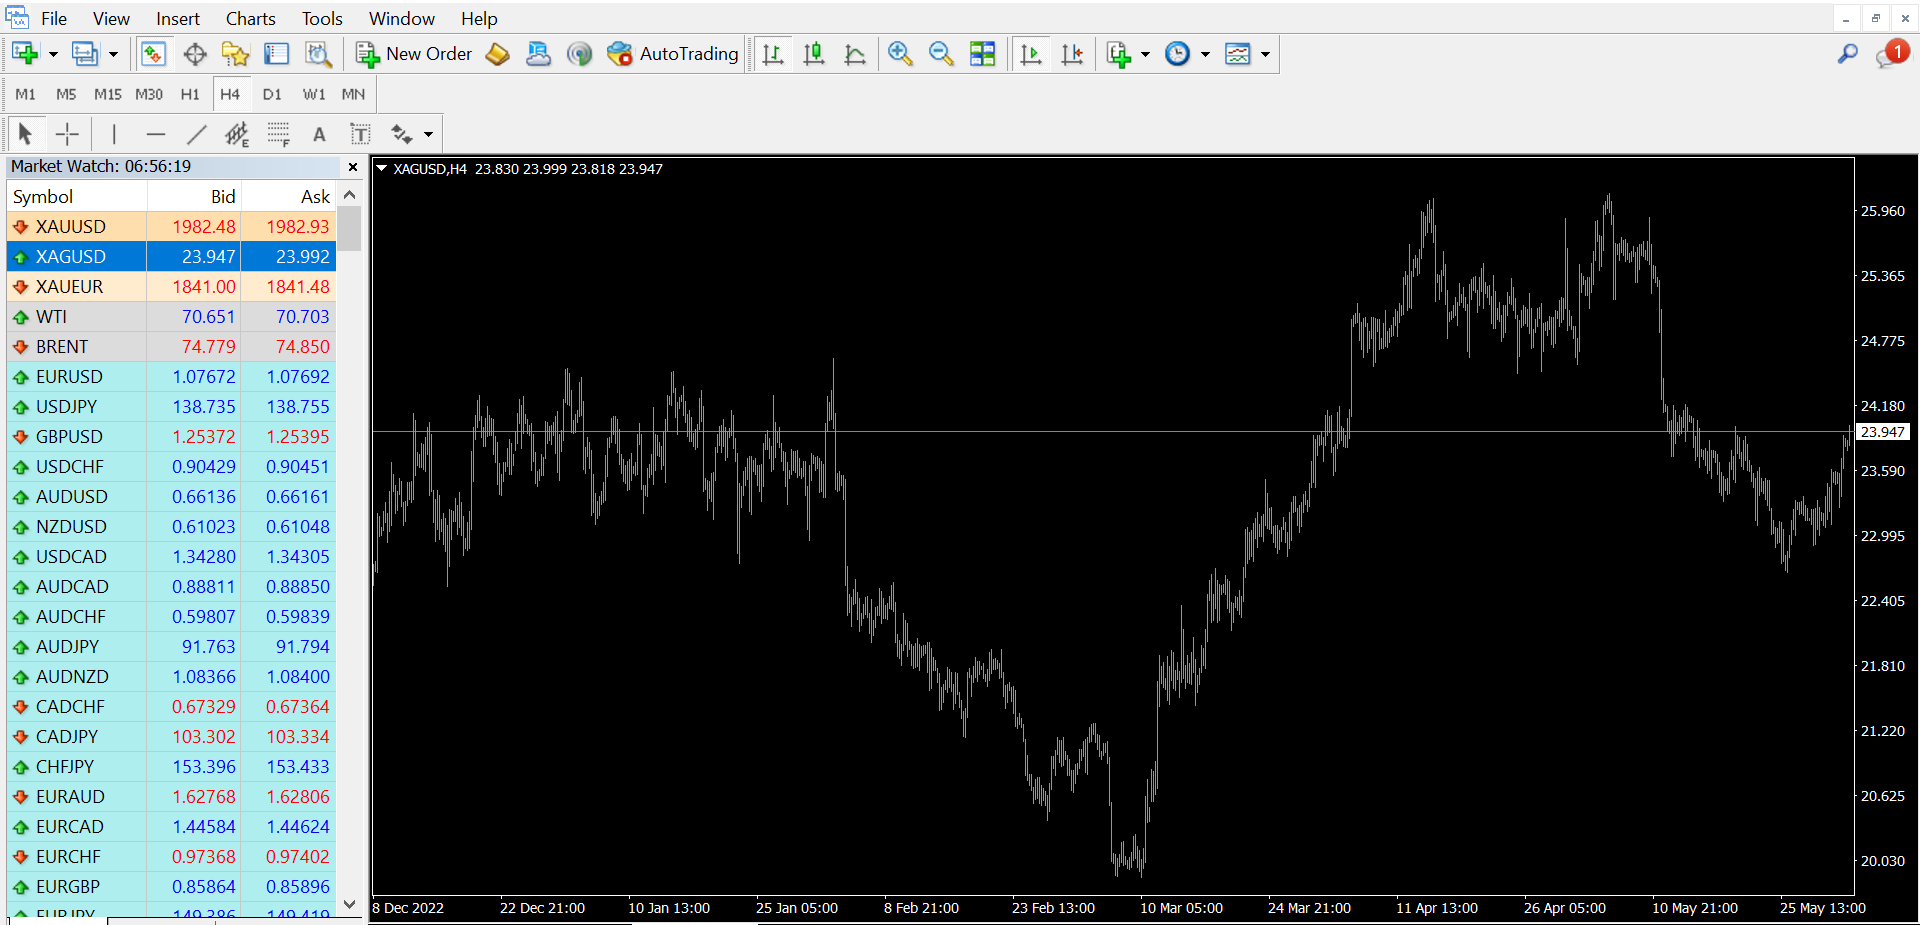 File View Insert Charts Tools Window Help
New Order AutoTrading 1
M1 M5 M15 M30 H1 H4 D1 W1 MN
E F A T
Market Watch: 06:56:19
Symbol Bid Ask
XAUUSD 1982.48 1982.93
XAGUSD 23.947 23.992
XAUEUR 1841.00 1841.48
WTI 70.651 70.703
BRENT 74.779 74.850
EURUSD 1.07672 1.07692
USDJPY 138.735 138.755
GBPUSD 1.25372 1.25395
USDCHF 0.90429 0.90451
AUDUSD 0.66136 0.66161
NZDUSD 0.61023 0.61048
USDCAD 1.34280 1.34305
AUDCAD 0.88811 0.88850
AUDCHF 0.59807 0.59839
AUDJPY 91.763 91.794
AUDNZD 1.08366 1.08400
CADCHF 0.67329 0.67364
CADJPY 103.302 103.334
CHFJPY 153.396 153.433
EURAUD 1.62768 1.62806
EURCAD 1.44584 1.44624
EURCHF 0.97368 0.97402
EURGBP 0.85864 0.85896
EURJPY 149.386 149.419
XAGUSD,H4 23.830 23.999 23.818 23.947
25.960
25.365
24.775
24.180
23.947
23.590
22.995
22.405
21.810
21.220
20.625
20.030
8 Dec 2022 22 Dec 21:00 10 Jan 13:00 25 Jan 05:00 8 Feb 21:00 23 Feb 13:00 10 Mar 05:00 24 Mar 21:00 11 Apr 13:00 26 Apr 05:00 10 May 21:00 25 May 13:00